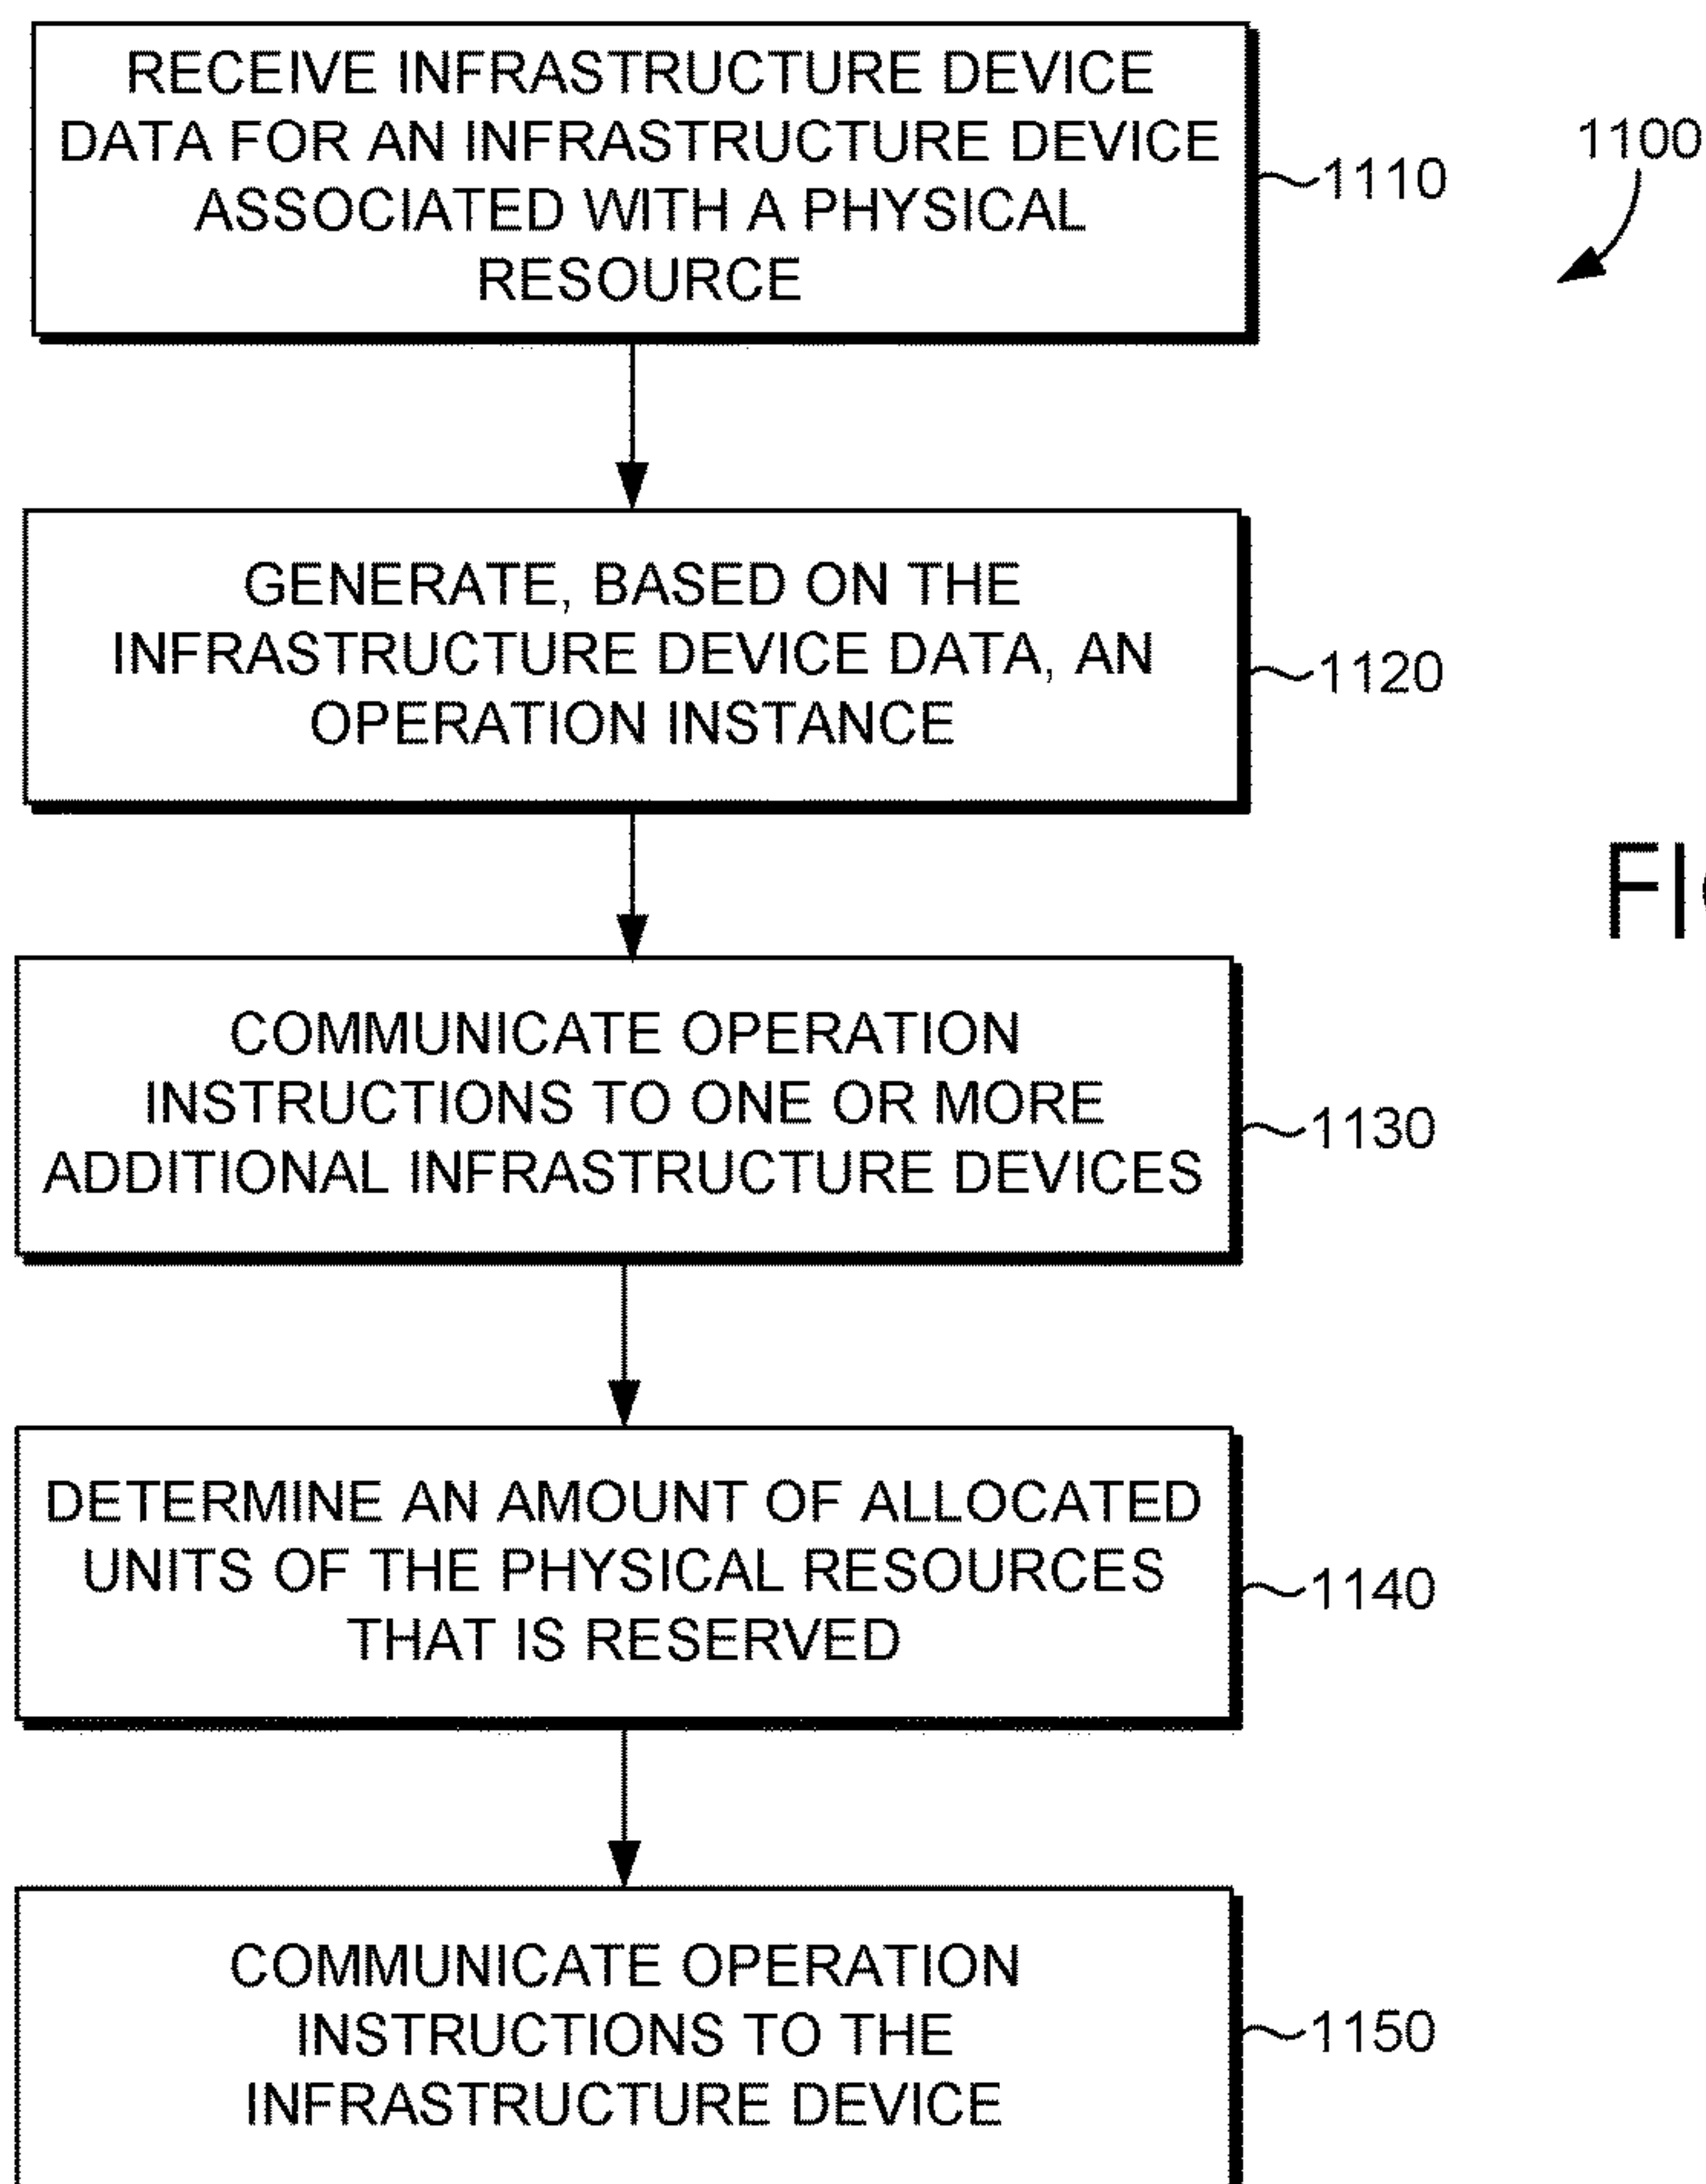 RECEIVE INFRASTRUCTURE DEVICE
DATA FOR AN INFRASTRUCTURE DEVICE
ASSOCIATED WITH A PHYSICAL
RESOURCE
1110
1100
GENERATE, BASED ON THE
INFRASTRUCTURE DEVICE DATA, AN
OPERATION INSTANCE
1120
COMMUNICATE OPERATION
INSTRUCTIONS TO ONE OR MORE
ADDITIONAL INFRASTRUCTURE DEVICES
1130
DETERMINE AN AMOUNT OF ALLOCATED
UNITS OF THE PHYSICAL RESOURCES
THAT IS RESERVED
1140
COMMUNICATE OPERATION
INSTRUCTIONS TO THE
INFRASTRUCTURE DEVICE
1150